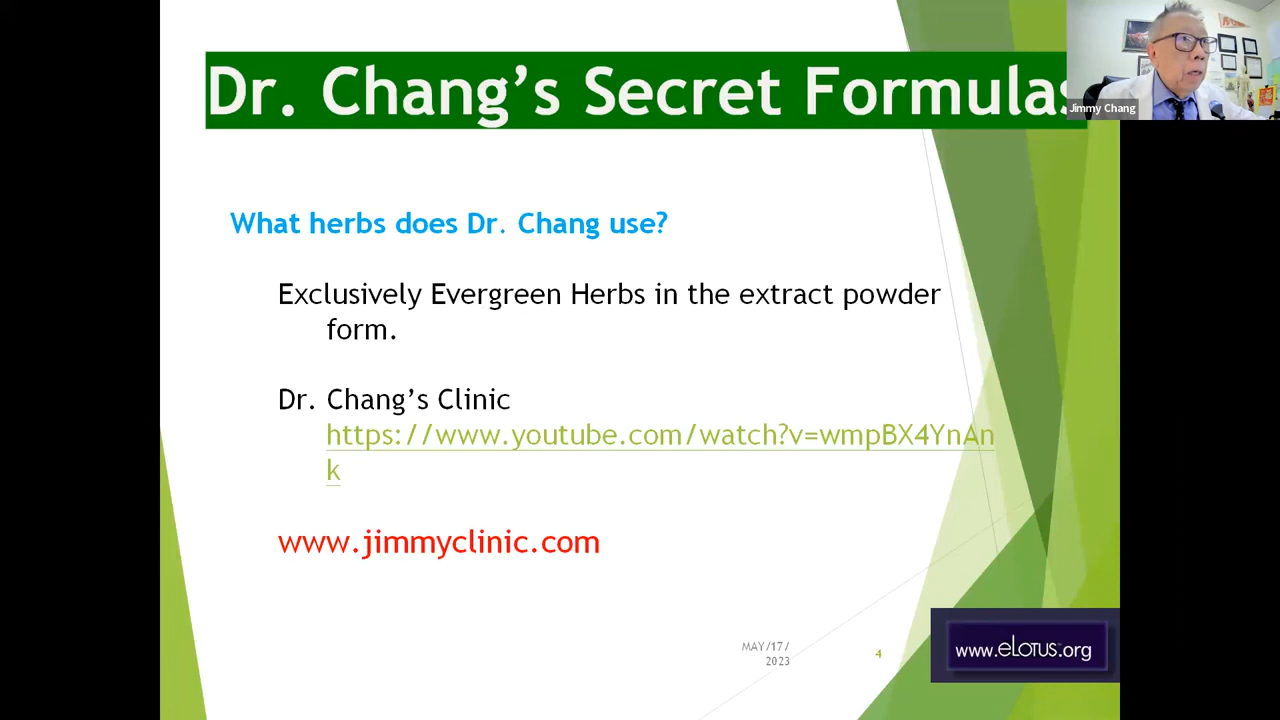 Dr. Chang's Secret Formulas
Jimmy Chang
What herbs does Dr. Chang use?
Exclusively Evergreen Herbs in the extract powder
form.
Dr. Chang's Clinic
https://www.youtube.com/watch?v=wmpBX4YnAn
k
www.jimmyclinic.com
MAY/17/
2023
4
www.eLOTUS.org